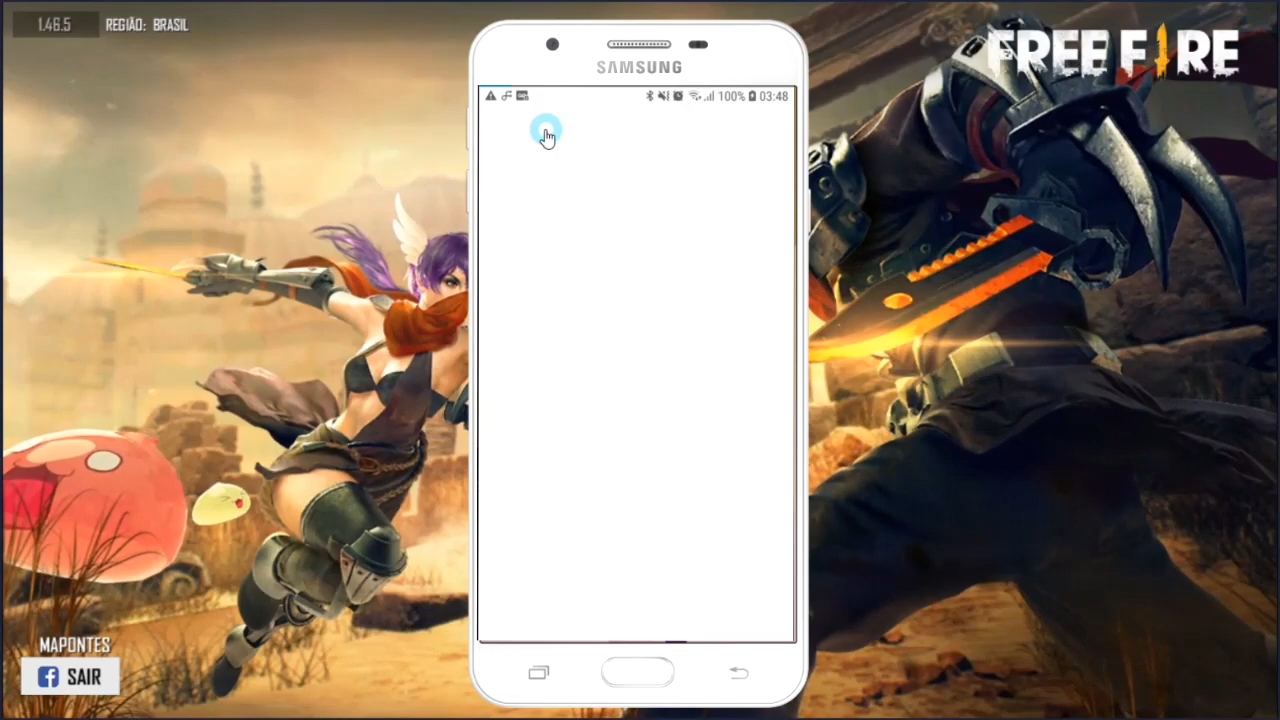 1.46.5 REGIÃO: BRASIL
FREE FIRE
SAMSUNG
100% 03:48
MAPONTES
SAIR